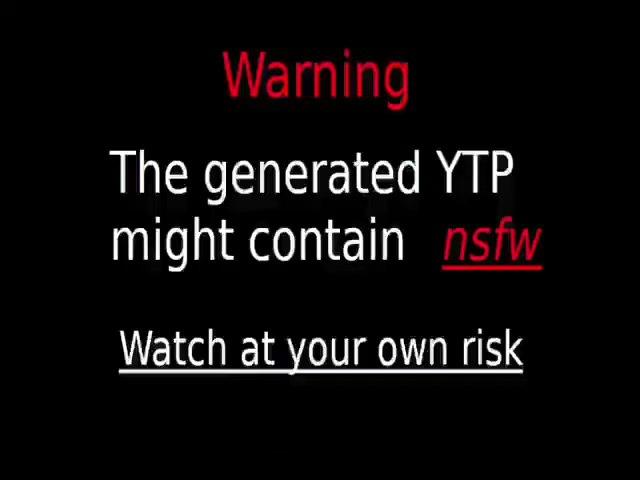 Warning
The generated YTP
might contain nsfw
Watch at your own risk